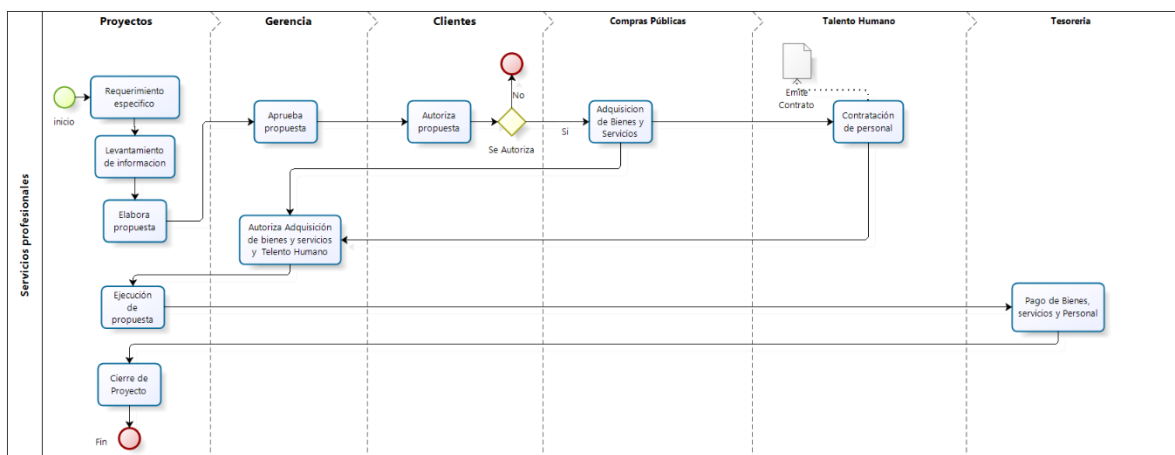 Proyectos
Gerencia
Clientes
Compras Públicas
Talento Humano
Tesoreria
Servicios profesionales
inicio
Requerimiento
especifico
Levantamiento
de informacion
Elabora
propuesta
Aprueba
propuesta
Autoriza
propuesta
No
Se Autoriza
Si
Adquisicion
de Bienes y
Servicios
Emite
Contrato
Contratación
de personal
Autoriza Adquisición
de bienes y servicios
y Telento Humano
Ejecución
de
propuesta
Pago de Bienes,
servicios y Personal
Cierre de
Proyecto
Fin